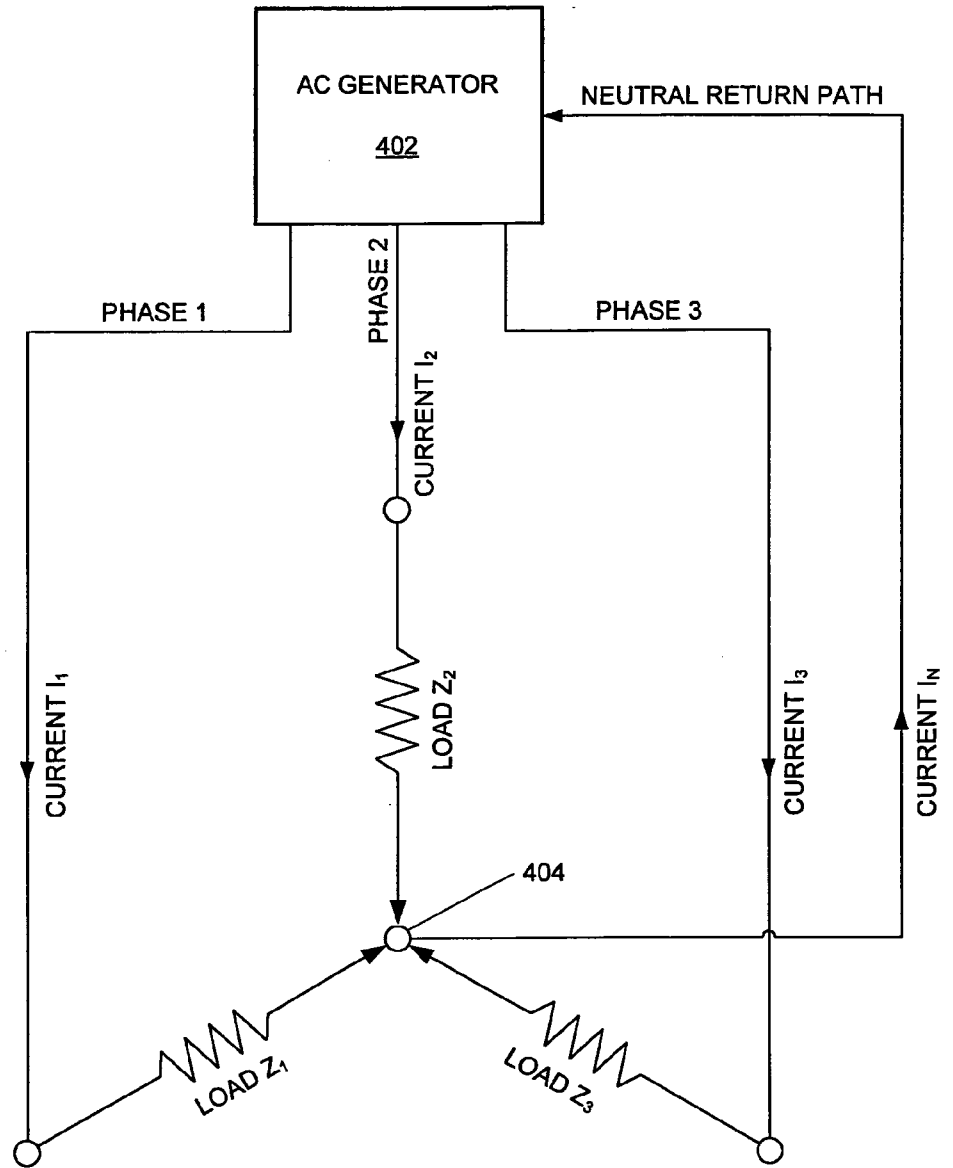 AC GENERATOR
402
NEUTRAL RETURN PATH
PHASE 1
PHASE 2
PHASE 3
CURRENT I₂
CURRENT I₁
LOAD Z₂
CURRENT I₃
CURRENT I_N
404
LOAD Z₁
LOAD Z₃